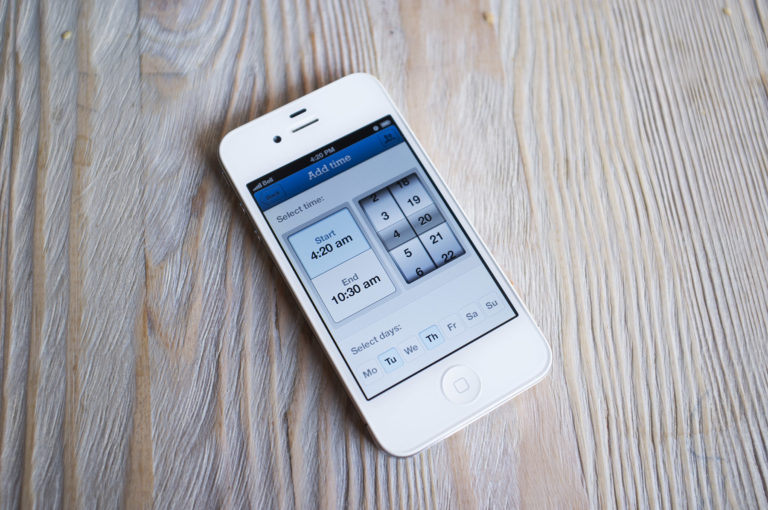 Bell 4:20 PM
Add time
Select time:
Start
4:20 am
End
10:30 am
2 18
3 19
4 20
5 21
6 22
Select days:
Mo Tu We Th Fr Sa Su